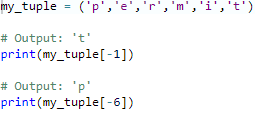 my_tuple = ('p','e','r','m','i','t')
# Output: 't'
print(my_tuple[-1])
# Output: 'p'
print(my_tuple[-6])